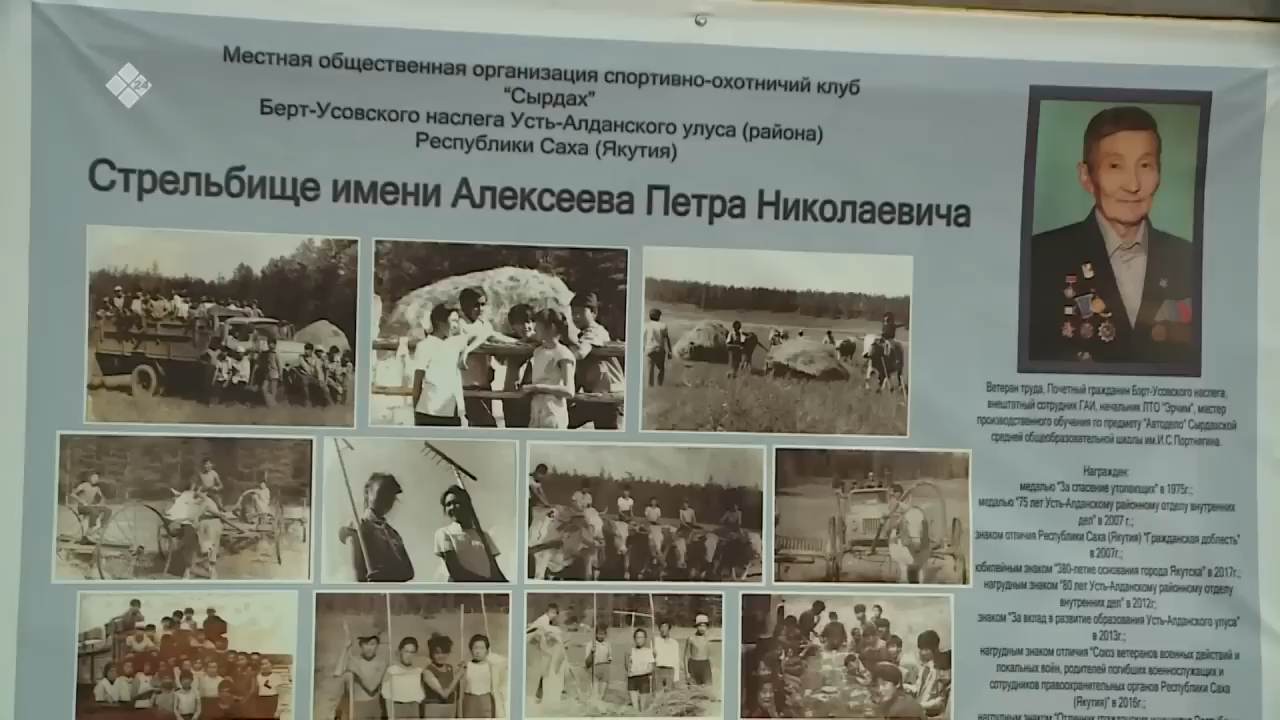 Местная общественная организация спортивно-охотничий клуб
"Сырдах"
Берт-Усовского наслега Усть-Алданского улуса (района)
Республики Саха (Якутия)
Стрельбище имени Алексеева Петра Николаевича
24
Ветеран труда, Почетный гражданин Бэрт-Усовского наслега,
внештатный сотрудник ГАИ, начальник ЛТО "Эрчим", мастер
производственного обучения по предмету "Автодело" Сырдахской
средней общеобразовательной школы им.И.С. Портнягина.
Награжден:
медалью "За спасение утопающих" в 1975г.;
медалью "75 лет Усть-Алданскому районному отделу внутренних
дел" в 2007 г.;
знаком отличия Республики Саха (Якутия) "Гражданская доблесть"
в 2007г.;
юбилейным знаком "380-летие основания города Якутска" в 2017г.;
нагрудным знаком "80 лет Усть-Алданскому районному отделу
внутренних дел" в 2012г;
знаком "За вклад в развитие образования Усть-Алданского улуса"
в 2013г.;
нагрудным знаком отличия "Союз ветеранов военных действий и
локальных войн, родителей погибших военнослужащих и
сотрудников правоохранительных органов Республики Саха
(Якутия)" в 2016г.;
нагрудным знаком